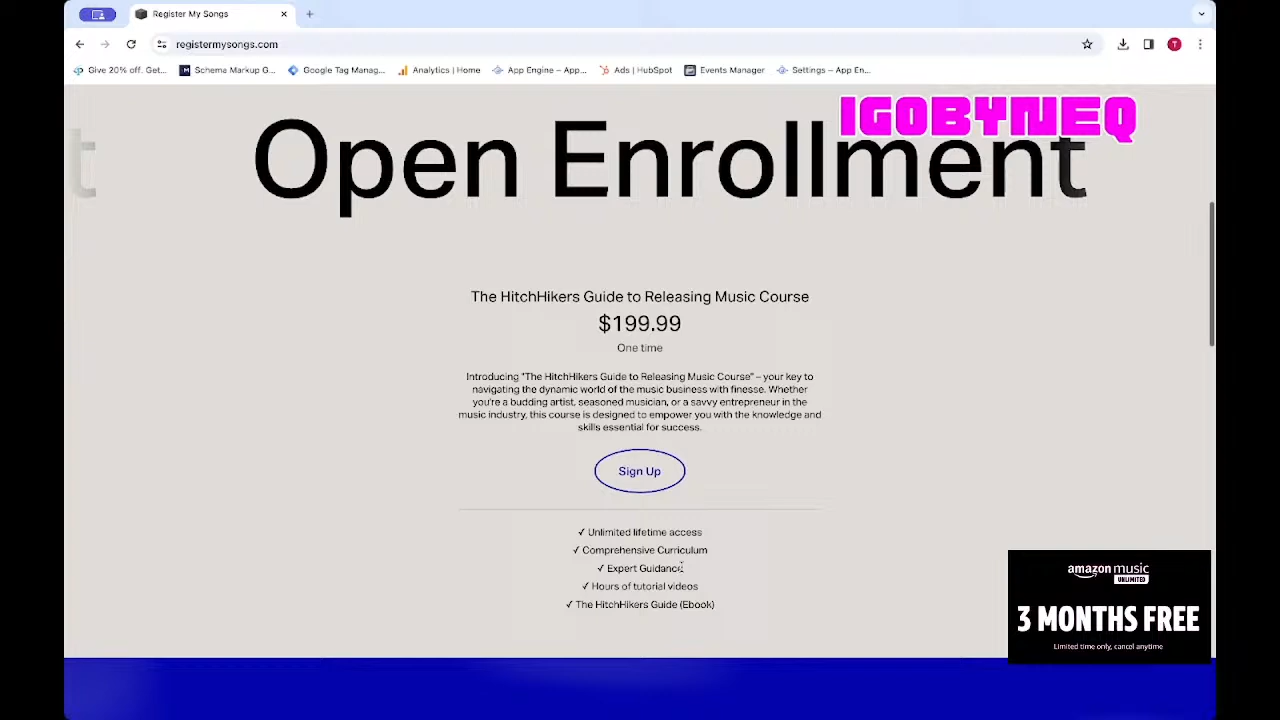 Register My Songs
registermysongs.com
T
Give 20% off. Get...
Schema Markup G...
Google Tag Manag...
Analytics | Home
App Engine – App...
Ads | HubSpot
Events Manager
Settings – App En...
IGOBYNEQ
t
Open Enrollment
The HitchHikers Guide to Releasing Music Course
$199.99
One time
Introducing "The HitchHikers Guide to Releasing Music Course" – your key to
navigating the dynamic world of the music business with finesse. Whether
you're a budding artist, seasoned musician, or a savvy entrepreneur in the
music industry, this course is designed to empower you with the knowledge and
skills essential for success.
Sign Up
✓ Unlimited lifetime access
✓ Comprehensive Curriculum
✓ Expert Guidance
✓ Hours of tutorial videos
✓ The HitchHikers Guide (Ebook)
amazon music
UNLIMITED
3 MONTHS FREE
Limited time only, cancel anytime